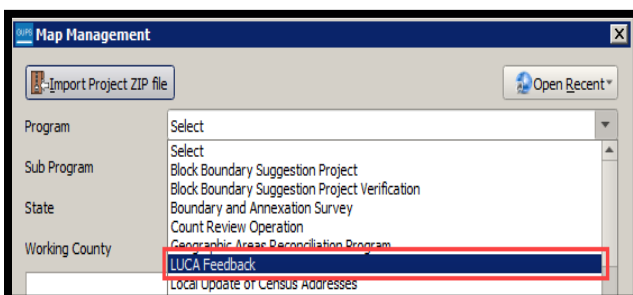 GUPS Map Management X
Import Project ZIP file Open Recent
Program Select
Select
Sub Program Block Boundary Suggestion Project
Block Boundary Suggestion Project Verification
State Boundary and Annexation Survey
Count Review Operation
Working County Geographic Areas Reconciliation Program
LUCA Feedback
Local Update of Census Addresses